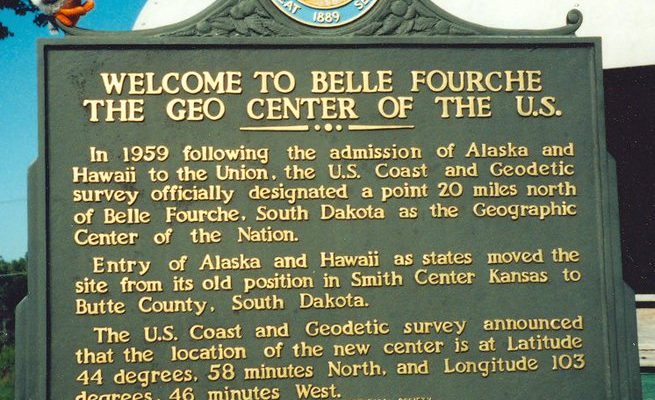 1889
WELCOME TO BELLE FOURCHE
THE GEO CENTER OF THE U.S.
In 1959 following the admission of Alaska and
Hawaii to the Union, the U.S. Coast and Geodetic
survey officially designated a point 20 miles north
of Belle Fourche, South Dakota as the Geographic
Center of the Nation.
Entry of Alaska and Hawaii as states moved the
site from its old position in Smith Center Kansas to
Butte County, South Dakota.
The U.S. Coast and Geodetic survey announced
that the location of the new center is at Latitude
44 degrees, 58 minutes North, and Longitude 103
degrees, 46 minutes West.
SOCIETY